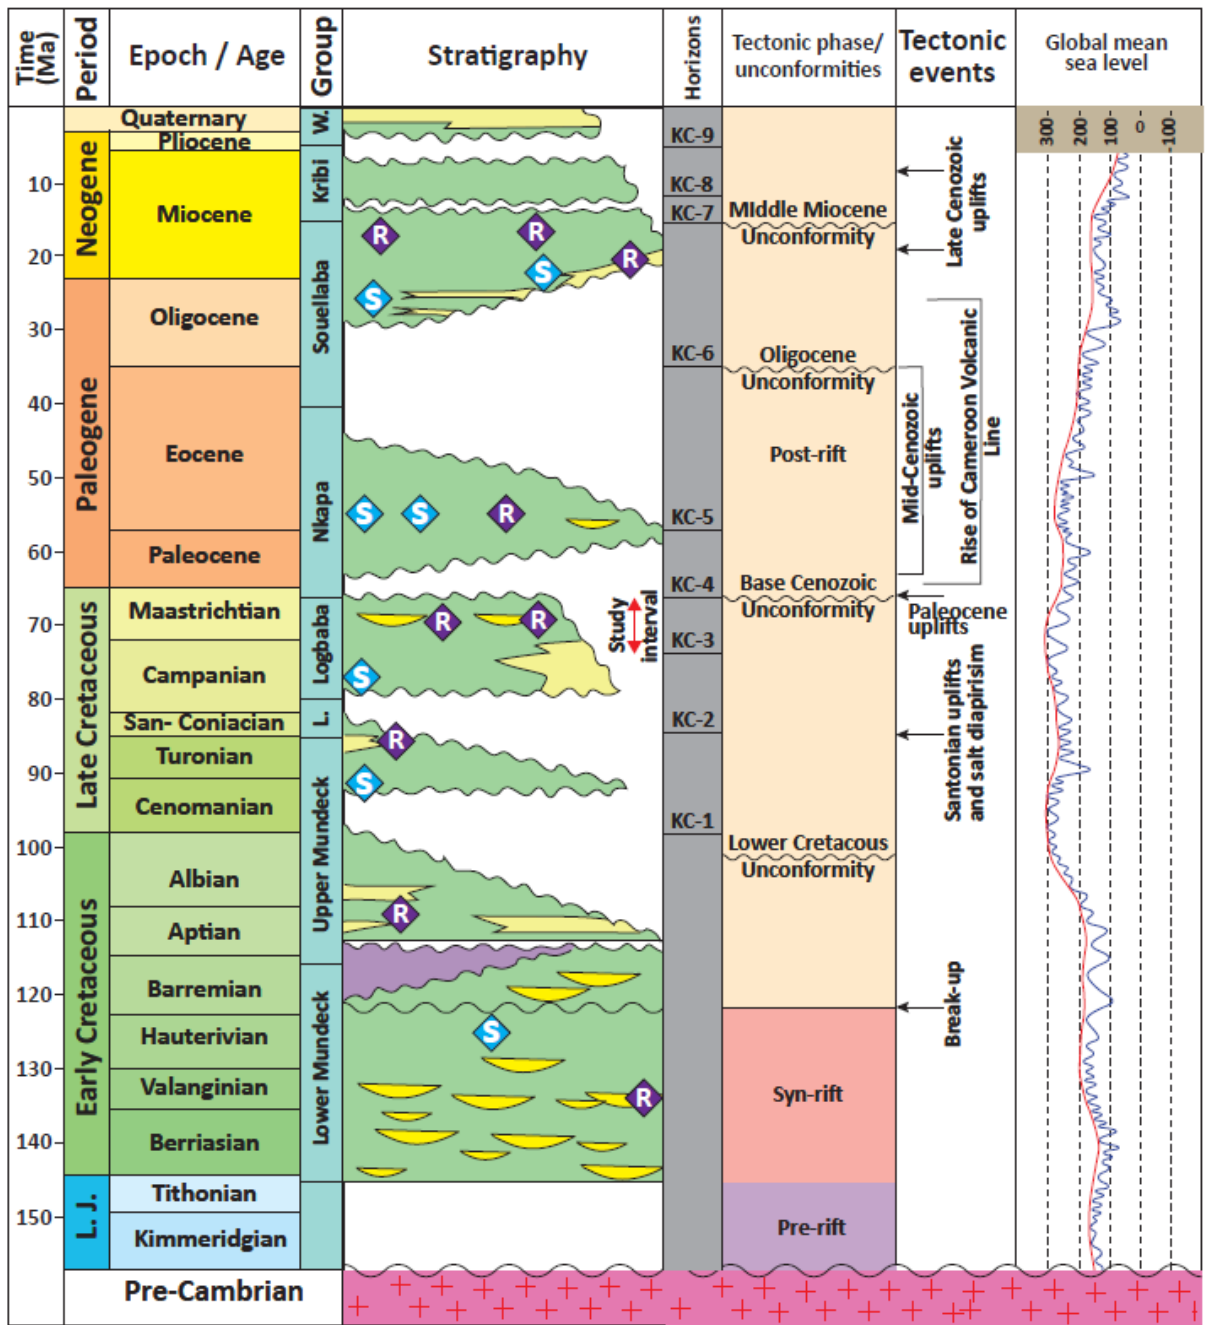 Time (Ma)
Period
Epoch / Age
Group
Stratigraphy
Horizons
Tectonic phase/
unconformities
Tectonic
events
Global mean
sea level
300
200
100
0
100
10
20
30
40
50
60
70
80
90
100
110
120
130
140
150
Neogene
Paleogene
Late Cretaceous
Early Cretaceous
L. J.
Quaternary
Pliocene
Miocene
Oligocene
Eocene
Paleocene
Maastrichtian
Campanian
San- Coniacian
Turonian
Cenomanian
Albian
Aptian
Barremian
Hauterivian
Valanginian
Berriasian
Tithonian
Kimmeridgian
Pre-Cambrian
W.
Kribi
Souellaba
Nkapa
Logbaba
L.
Upper Mundeck
Lower Mundeck
R
R
R
S
S
S
S
R
R
R
S
R
S
R
S
R
Study
interval
KC-9
KC-8
KC-7
KC-6
KC-5
KC-4
KC-3
KC-2
KC-1
MIddle Miocene
Unconformity
Oligocene
Unconformity
Post-rift
Base Cenozoic
Unconformity
Lower Cretacous
Unconformity
Syn-rift
Pre-rift
Late Cenozoic
uplifts
Mid-Cenozoic
uplifts
Rise of Cameroon Volcanic
Line
Paleocene
uplifts
Santonian uplifts
and salt diapirism
Break-up